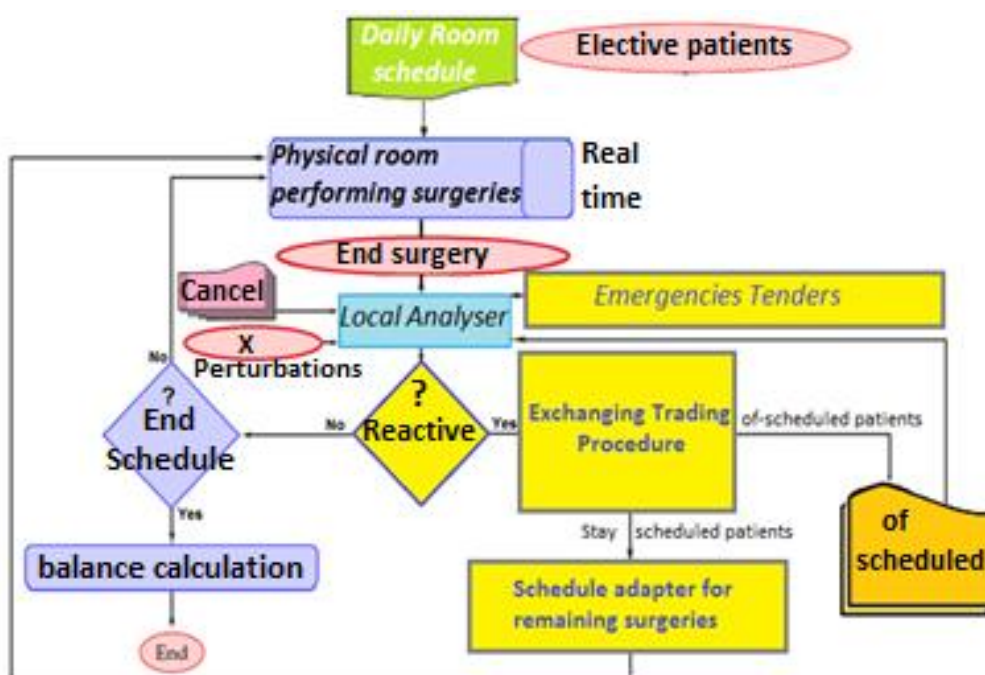 Daily Room
schedule
Elective patients
Physical room
performing surgeries
Real
time
End surgery
Cancel
Emergencies Tenders
Local Analyser
X
Perturbations
No
?
End
Schedule
No
?
Reactive
Yes
Exchanging Trading
Procedure
of-scheduled patients
Yes
Stay scheduled patients
of
scheduled
balance calculation
Schedule adapter for
remaining surgeries
End